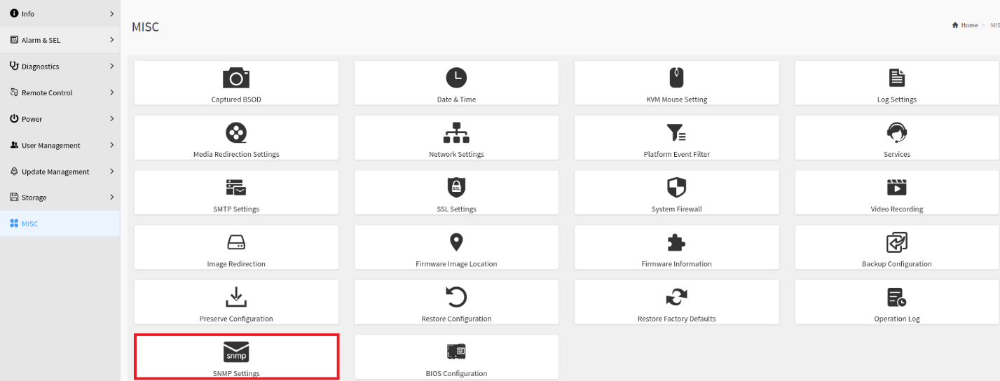 Info
Alarm & SEL
Diagnostics
Remote Control
Power
User Management
Update Management
Storage
MISC
MISC
Home > MIS
Captured BSOD
Date & Time
KVM Mouse Setting
Log Settings
Media Redirection Settings
Network Settings
Platform Event Filter
Services
SMTP Settings
SSL
SSL Settings
System Firewall
Video Recording
Image Redirection
Firmware Image Location
Firmware Information
Backup Configuration
Preserve Configuration
Restore Configuration
Restore Factory Defaults
Operation Log
snmp
SNMP Settings
BIOS Configuration